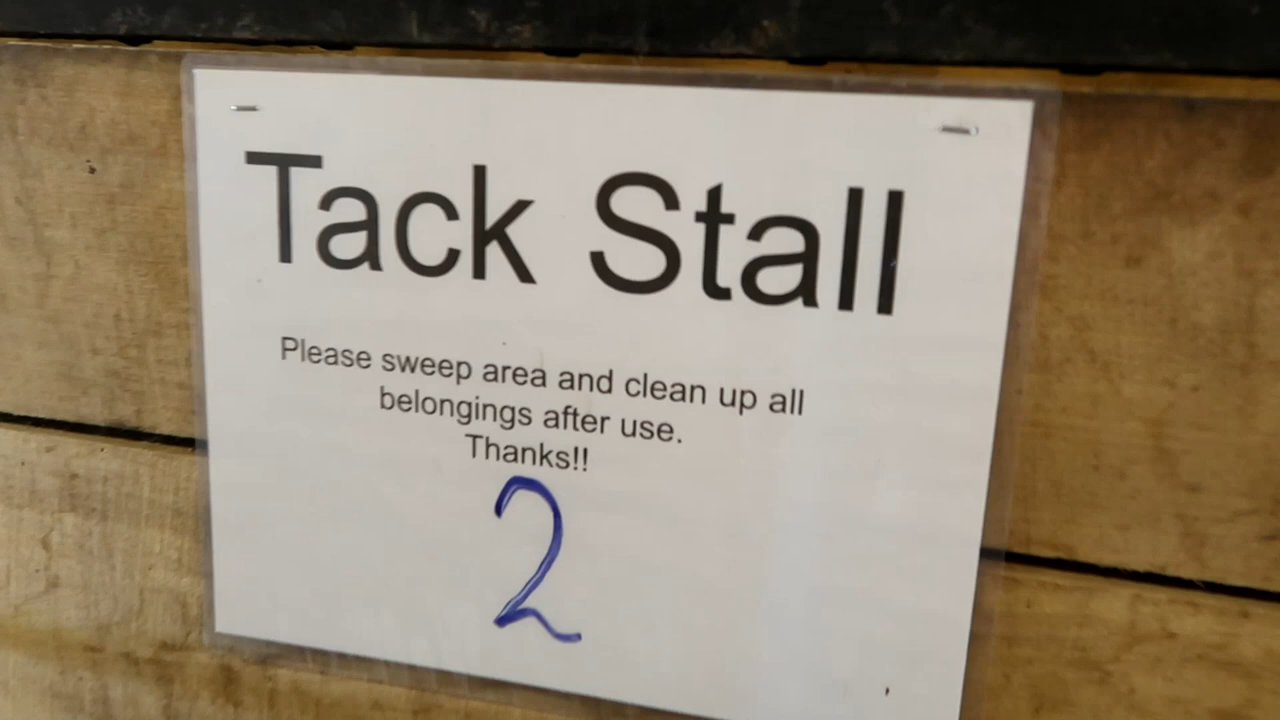 Tack Stall
Please sweep area and clean up all
belongings after use.
Thanks!!
2